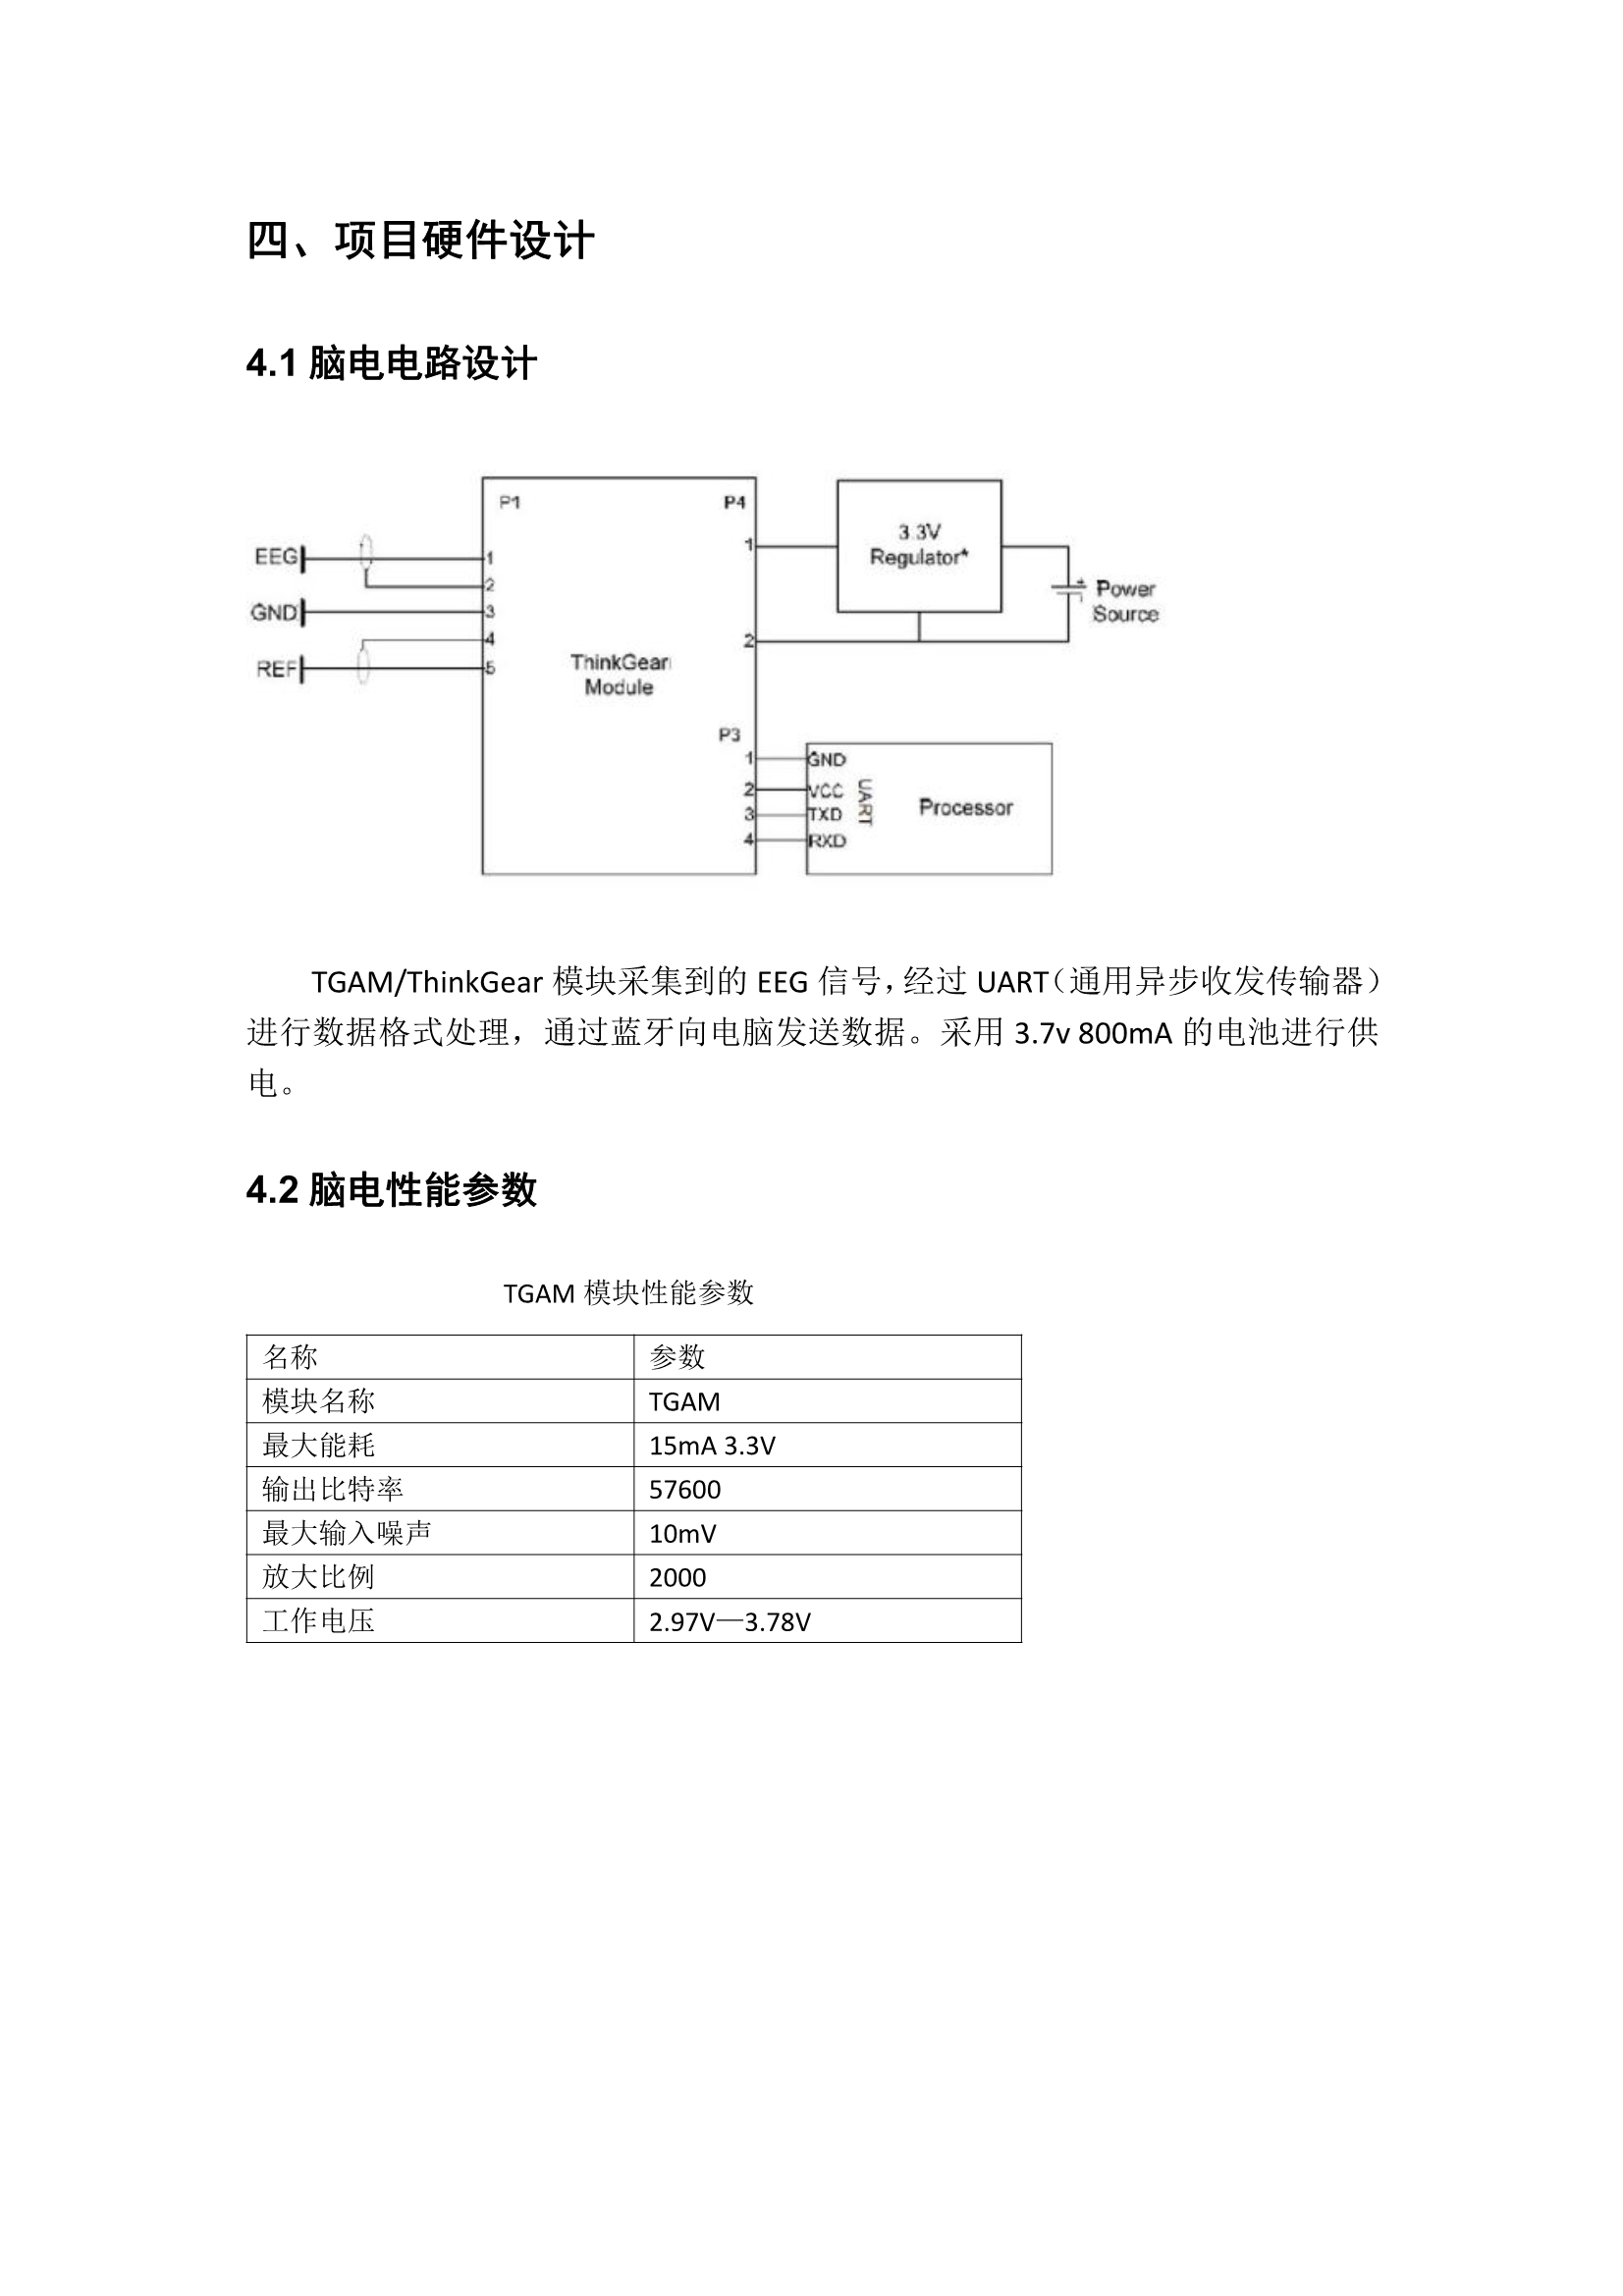 四、项目硬件设计
4.1 脑电电路设计
P1
P4
EEG
GND
REF
1
2
3
4
5
ThinkGear
Module
1
2
3.3V
Regulator*
+
Power
Source
P3
1
2
3
4
GND
VCC
TXD
RXD
UART
Processor
TGAM/ThinkGear 模块采集到的 EEG 信号，经过 UART（通用异步收发传输器）
进行数据格式处理，通过蓝牙向电脑发送数据。采用 3.7v 800mA 的电池进行供
电。
4.2 脑电性能参数
TGAM 模块性能参数
名称 参数
模块名称 TGAM
最大能耗 15mA 3.3V
输出比特率 57600
最大输入噪声 10mV
放大比例 2000
工作电压 2.97V—3.78V